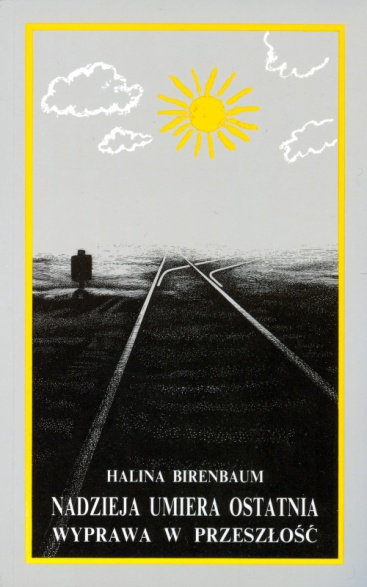 HALINA BIRENBAUM
NADZIEJA UMIERA OSTATNIA
WYPRAWA W PRZESZŁOŚĆ